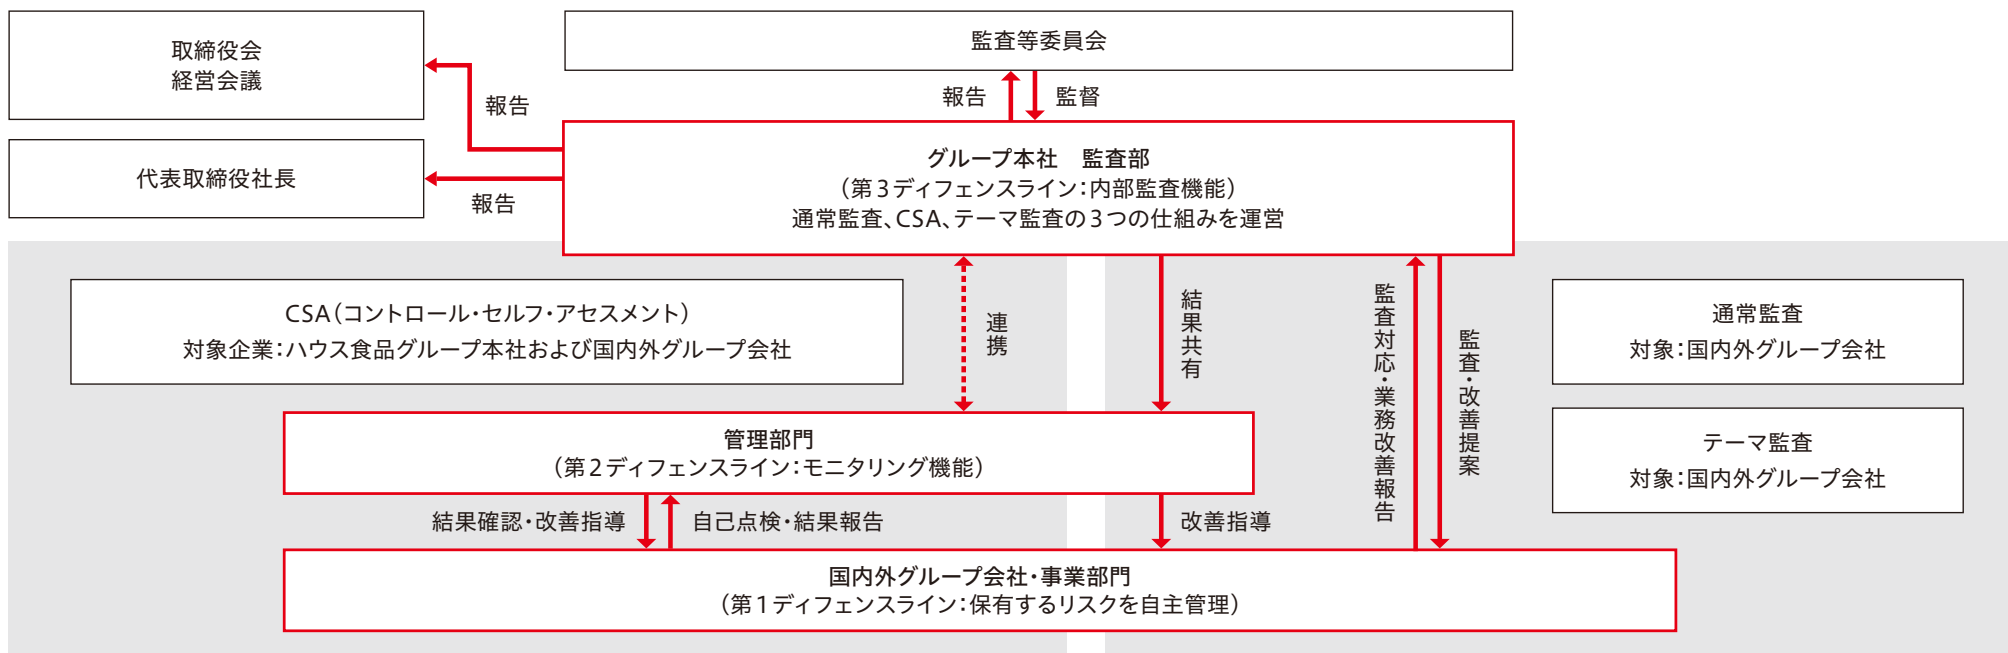 取締役会
経営会議
監査等委員会
報告
報告
監督
代表取締役社長
報告
グループ本社　監査部
（第3ディフェンスライン：内部監査機能）
通常監査、CSA、テーマ監査の3つの仕組みを運営
CSA（コントロール・セルフ・アセスメント）
対象企業：ハウス食品グループ本社および国内外グループ会社
連携
結果共有
監査対応・業務改善報告
監査・改善提案
通常監査
対象：国内外グループ会社
テーマ監査
対象：国内外グループ会社
管理部門
（第2ディフェンスライン：モニタリング機能）
結果確認・改善指導
自己点検・結果報告
改善指導
国内外グループ会社・事業部門
（第1ディフェンスライン：保有するリスクを自主管理）